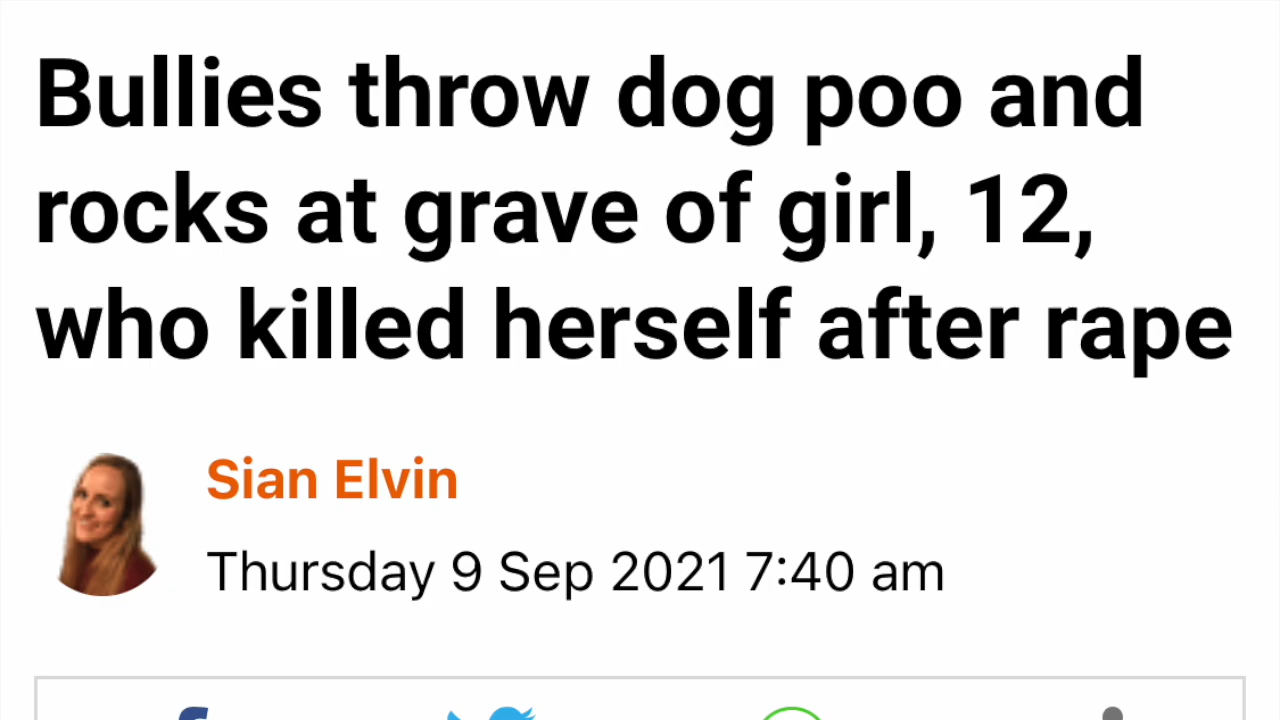 Bullies throw dog poo and
rocks at grave of girl, 12,
who killed herself after rape
Sian Elvin
Thursday 9 Sep 2021 7:40 am